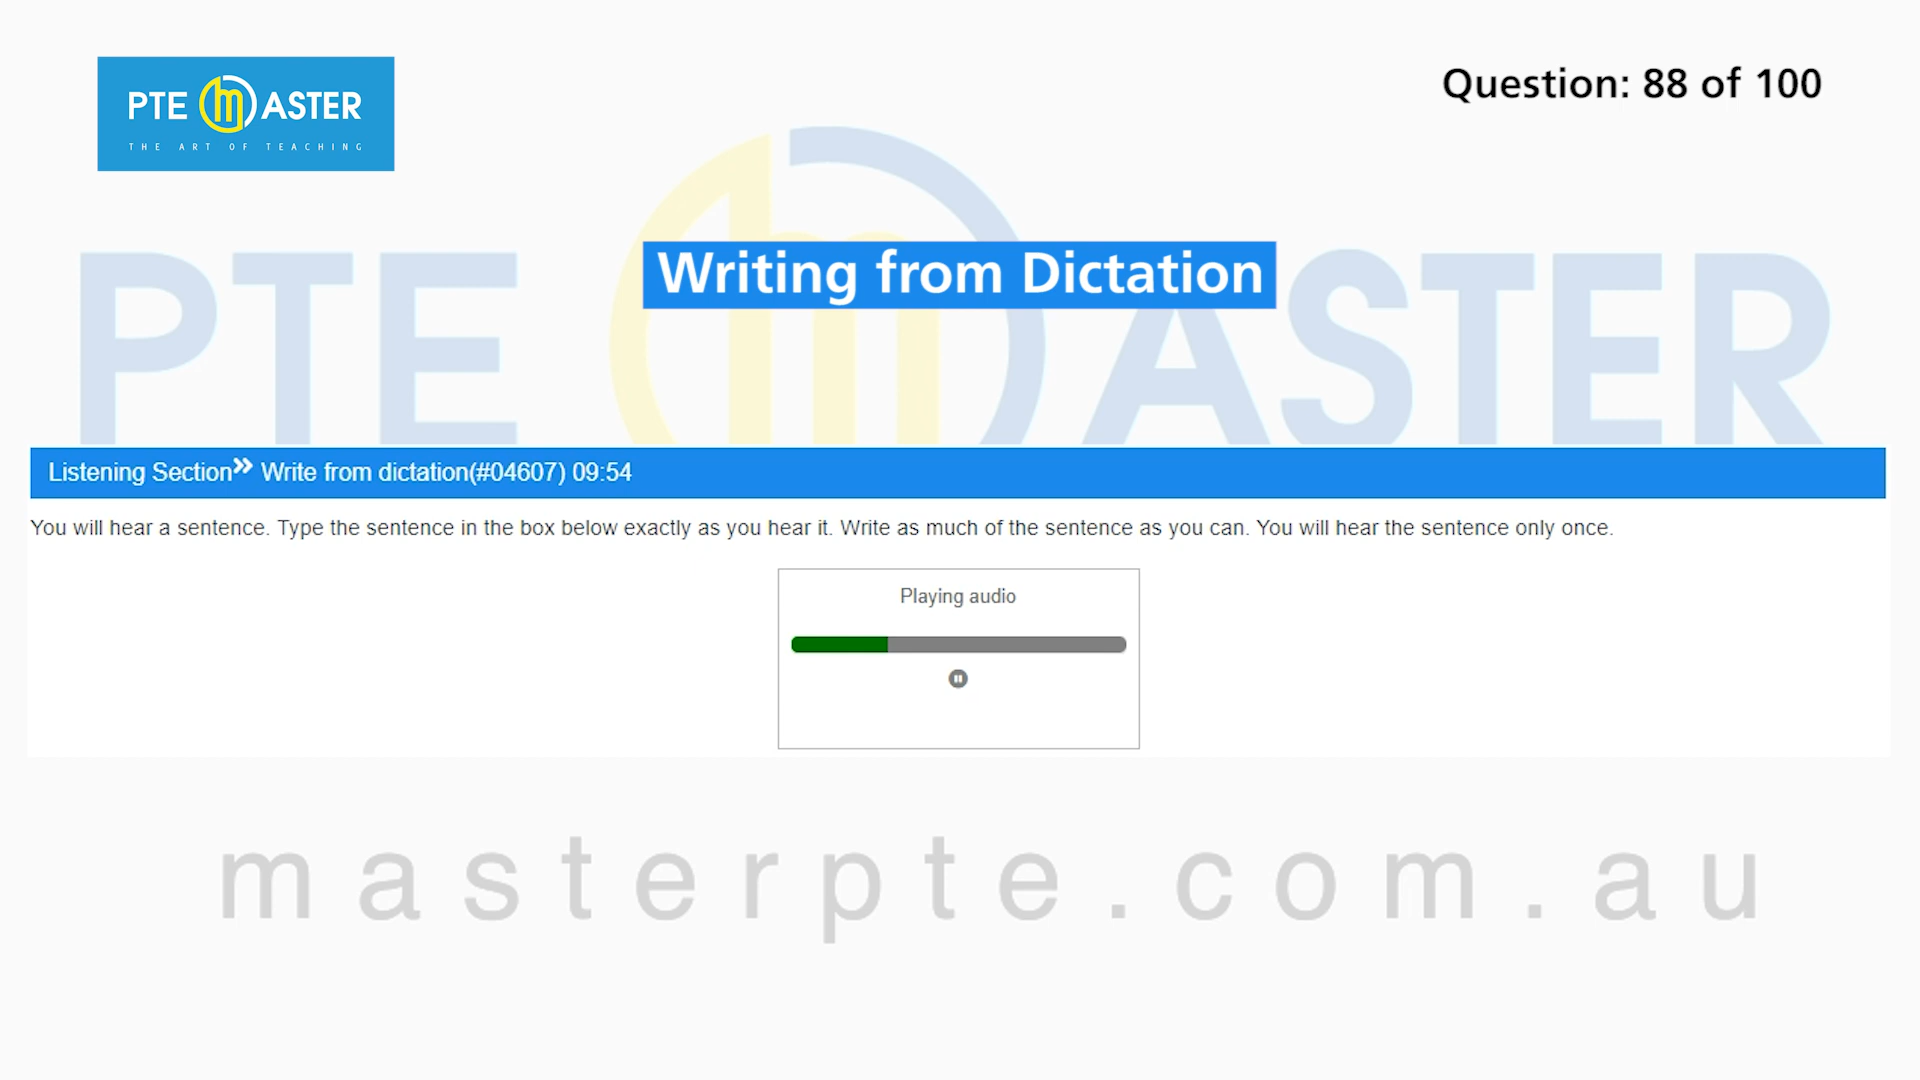 PTE MASTER
THE ART OF TEACHING
Question: 88 of 100
PTE MASTER
Writing from Dictation
Listening Section» Write from dictation(#04607) 09:54
You will hear a sentence. Type the sentence in the box below exactly as you hear it. Write as much of the sentence as you can. You will hear the sentence only once.
Playing audio
masterpte.com.au